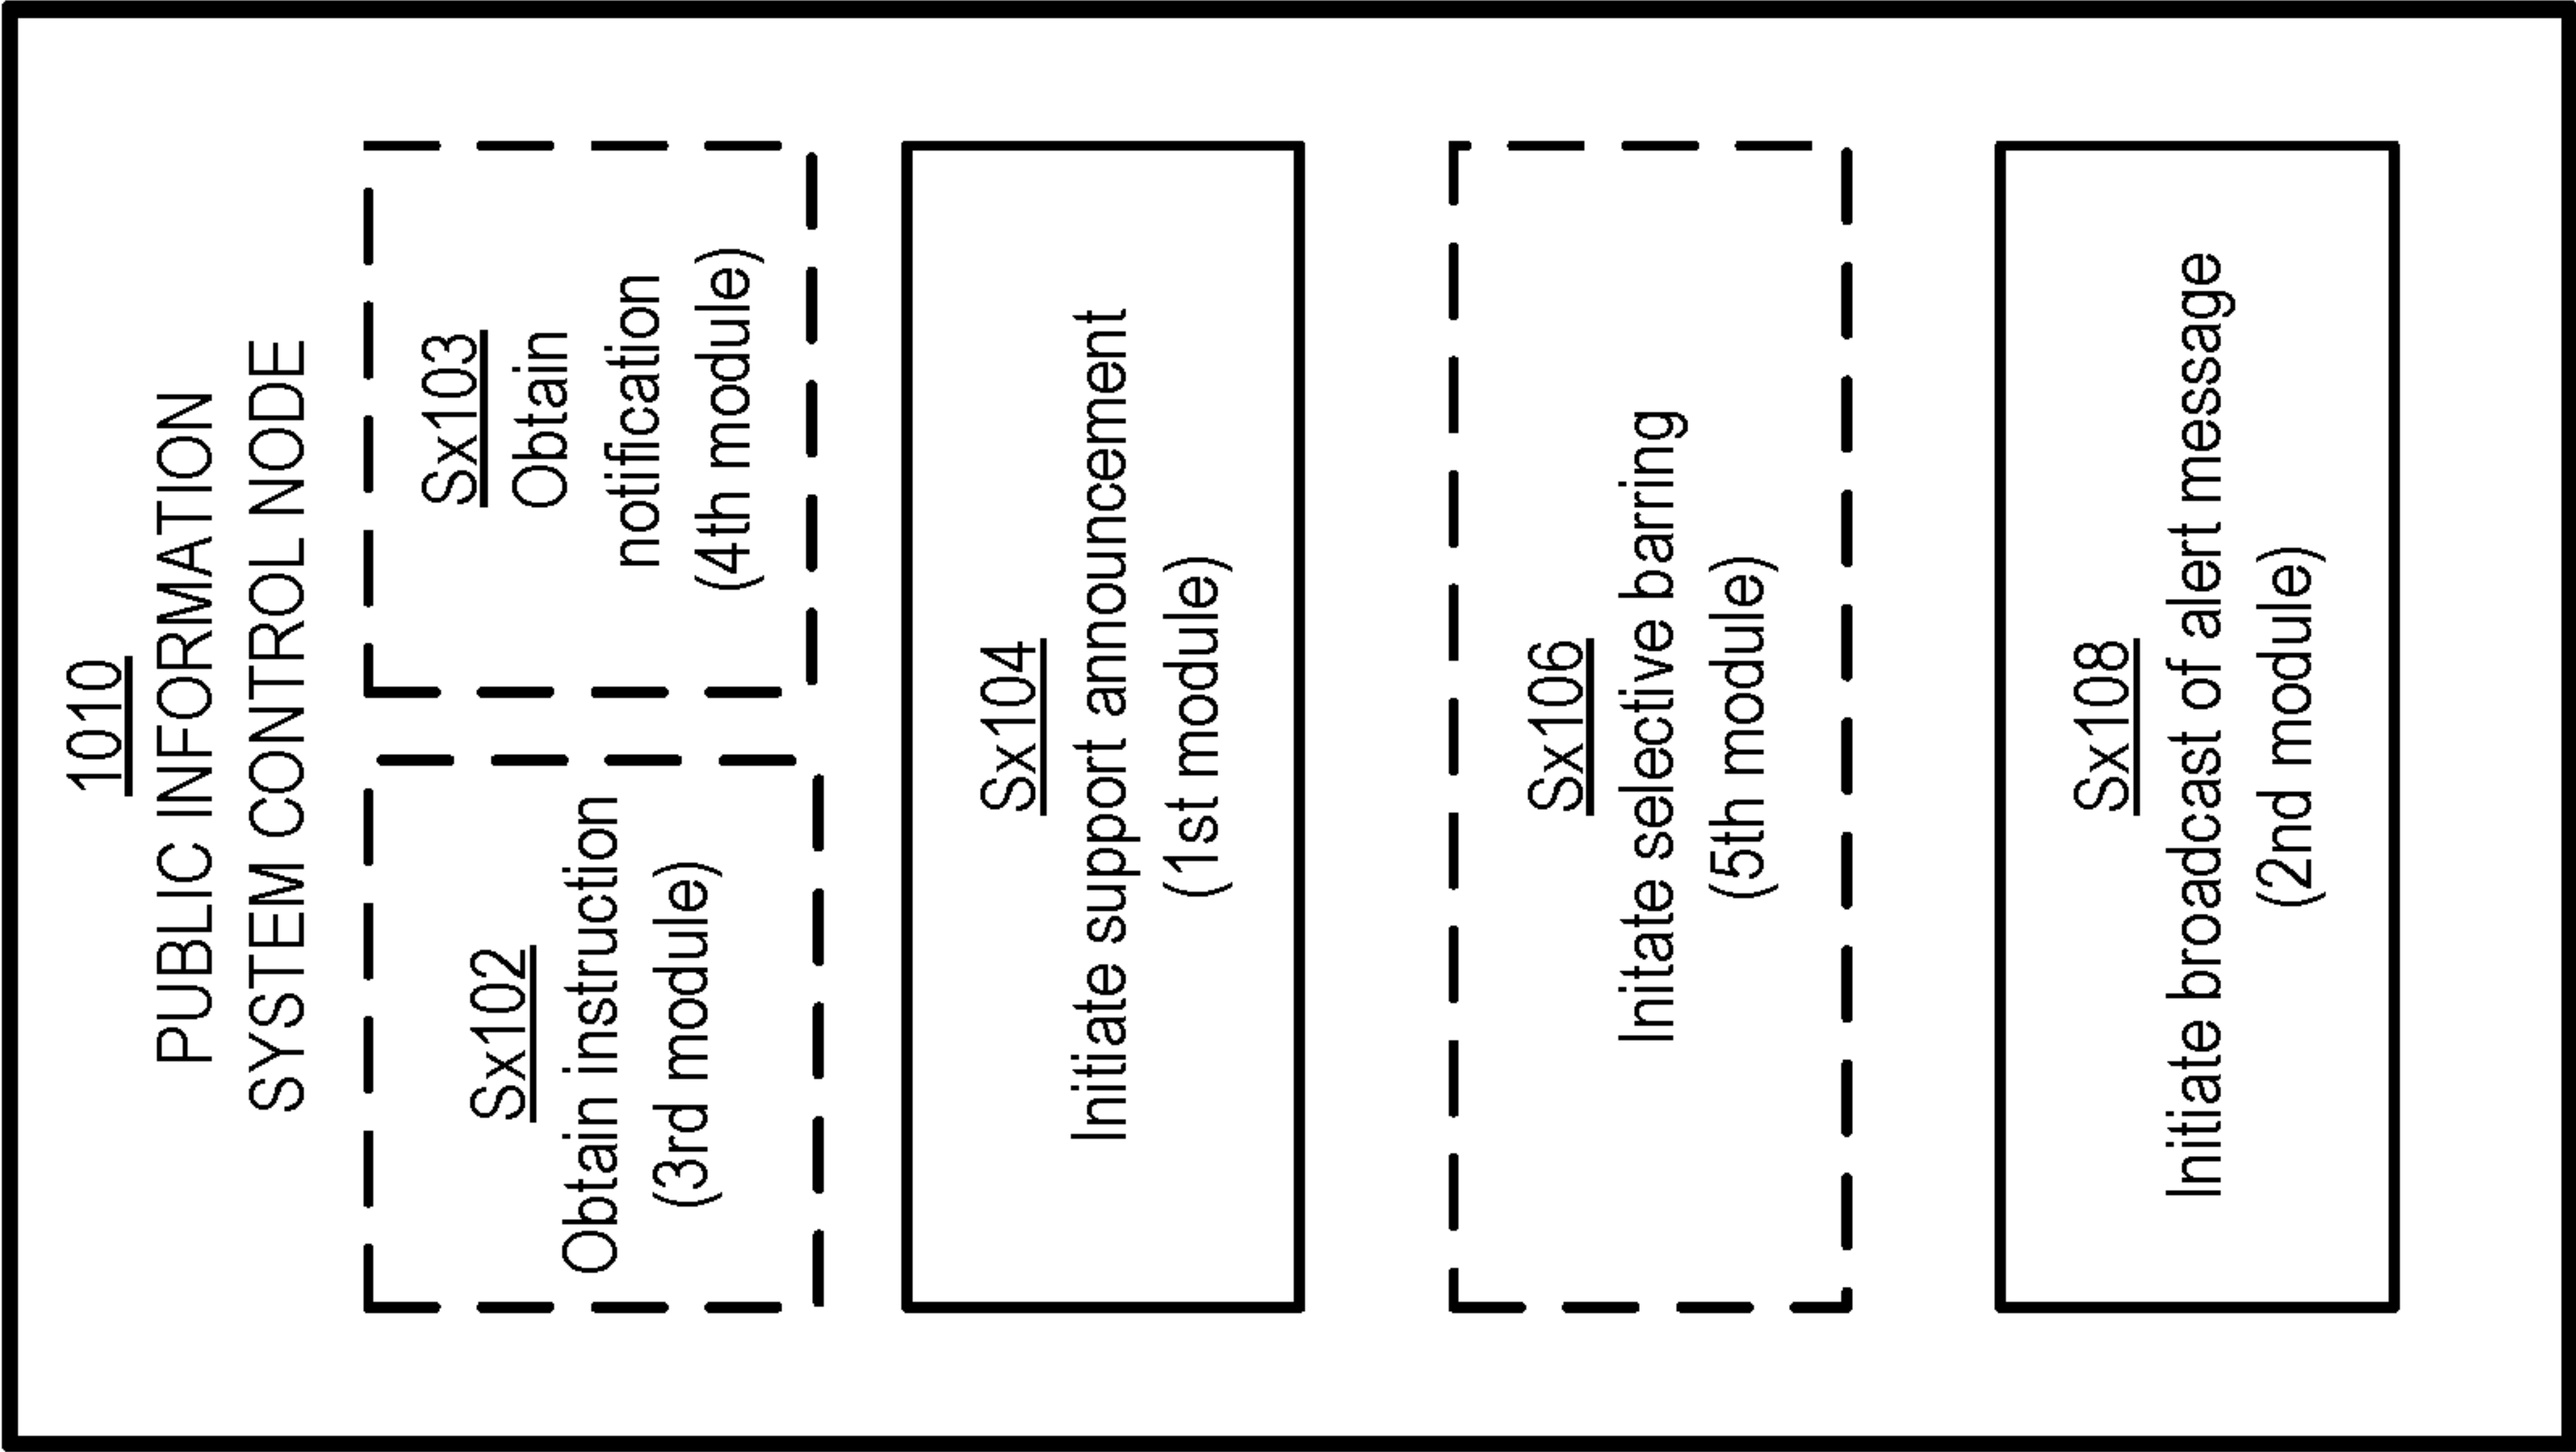 1010
PUBLIC INFORMATION
SYSTEM CONTROL NODE
Sx102
Obtain instruction
(3rd module)
Sx103
Obtain
notification
(4th module)
Sx104
Initiate support announcement
(1st module)
Sx106
Initate selective barring
(5th module)
Sx108
Initiate broadcast of alert message
(2nd module)